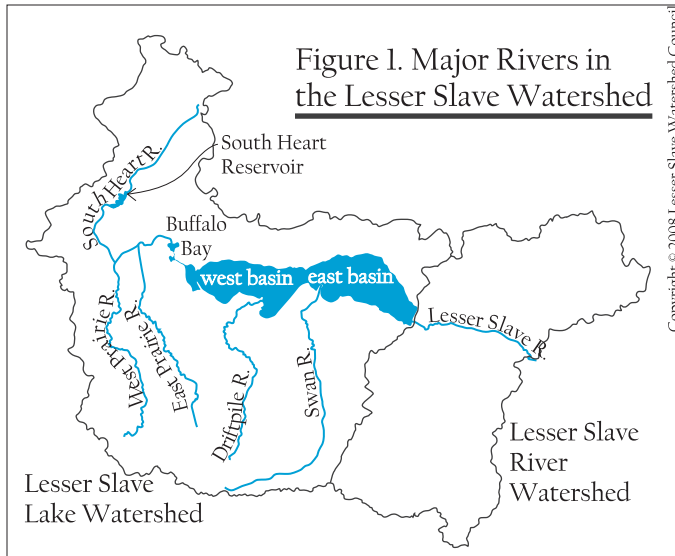 Figure 1. Major Rivers in
the Lesser Slave Watershed
Copyright © 2008 Lesser Slave Watershed Council
South Heart R.
South Heart
Reservoir
Buffalo
Bay
west basin
east basin
West Prairie R.
East Prairie R.
Driftpile R.
Swan R.
Lesser Slave R.
Lesser Slave
Lake Watershed
Lesser Slave
River
Watershed